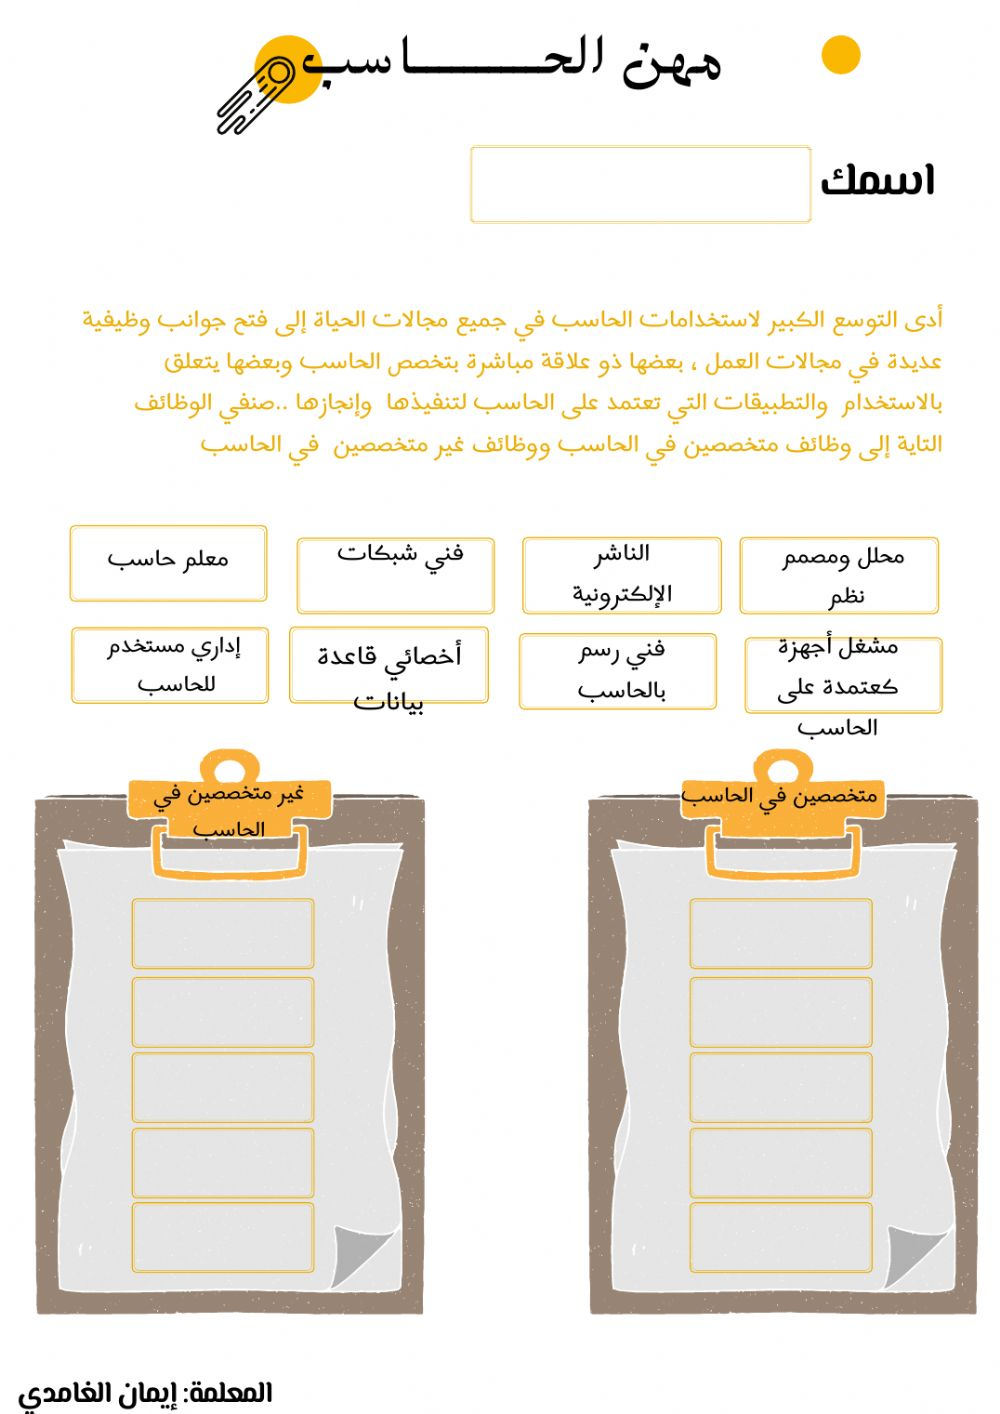 مهن الحـــــــاسب
اسمك
أدى التوسع الكبير لاستخدامات الحاسب في جميع مجالات الحياة إلى فتح جوانب وظيفية
عديدة في مجالات العمل ، بعضها ذو علاقة مباشرة بتخصص الحاسب وبعضها يتعلق
بالاستخدام والتطبيقات التي تعتمد على الحاسب لتنفيذها وإنجازها ..صنفي الوظائف
التاية إلى وظائف متخصصين في الحاسب ووظائف غير متخصصين في الحاسب
محلل ومصمم
نظم
الناشر
الإلكترونية
فني شبكات
معلم حاسب
مشغل أجهزة
كعتمدة على
الحاسب
فني رسم
بالحاسب
أخصائي قاعدة
بيانات
إداري مستخدم
للحاسب
متخصصين في الحاسب
غير متخصصين في
الحاسب
المعلمة: إيمان الغامدي